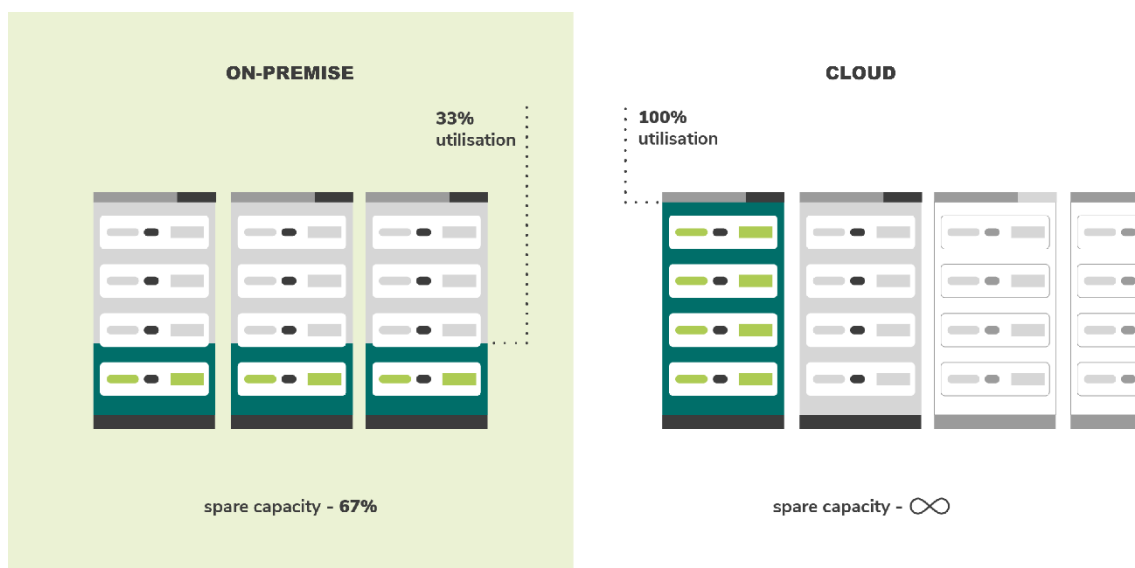 ON-PREMISE
33%
utilisation
spare capacity - 67%
CLOUD
100%
utilisation
spare capacity - ∞